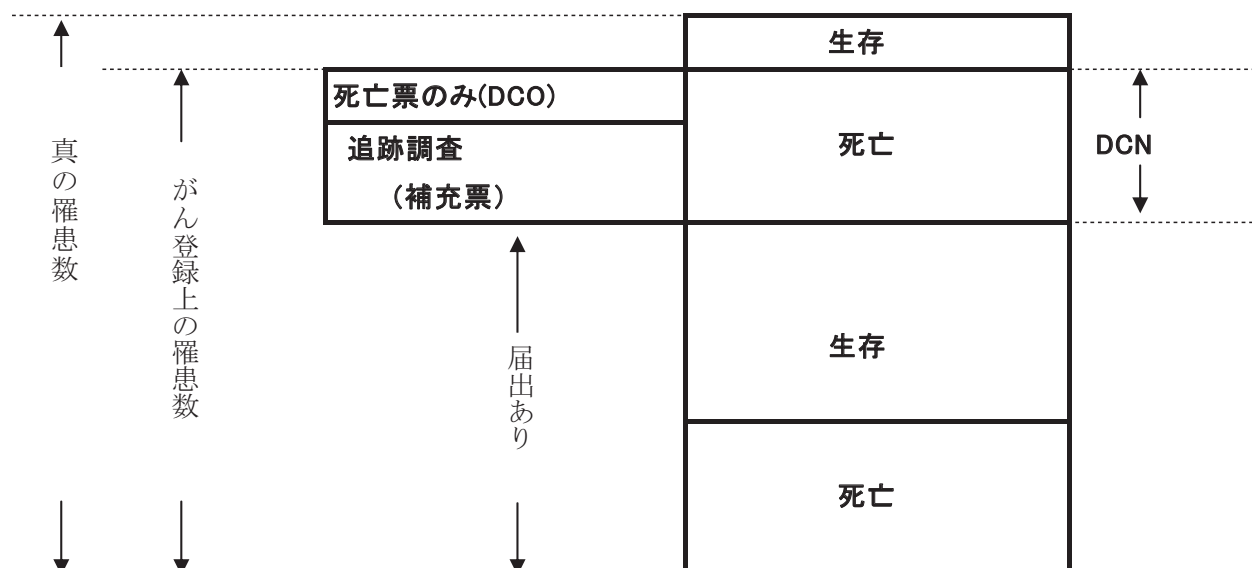 生存
死亡票のみ(DCO)
追跡調査
(補充票)
死亡
DCN
真の罹患数
がん登録上の罹患数
届出あり
生存
死亡